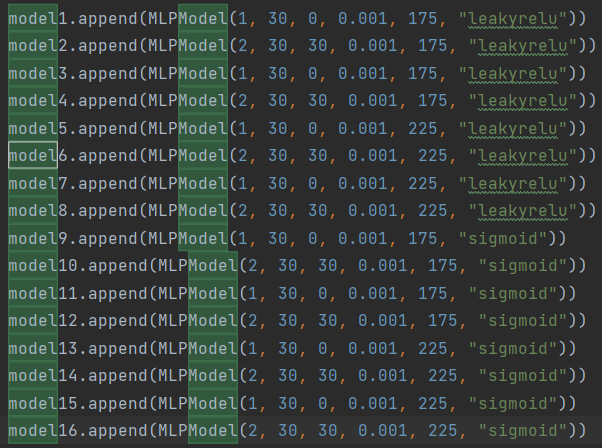 model1.append(MLPModel(1, 30, 0, 0.001, 175, "leakyrelu"))
model2.append(MLPModel(2, 30, 30, 0.001, 175, "leakyrelu"))
model3.append(MLPModel(1, 30, 0, 0.001, 175, "leakyrelu"))
model4.append(MLPModel(2, 30, 30, 0.001, 175, "leakyrelu"))
model5.append(MLPModel(1, 30, 0, 0.001, 225, "leakyrelu"))
model6.append(MLPModel(2, 30, 30, 0.001, 225, "leakyrelu"))
model7.append(MLPModel(1, 30, 0, 0.001, 225, "leakyrelu"))
model8.append(MLPModel(2, 30, 30, 0.001, 225, "leakyrelu"))
model9.append(MLPModel(1, 30, 0, 0.001, 175, "sigmoid"))
model10.append(MLPModel(2, 30, 30, 0.001, 175, "sigmoid"))
model11.append(MLPModel(1, 30, 0, 0.001, 175, "sigmoid"))
model12.append(MLPModel(2, 30, 30, 0.001, 175, "sigmoid"))
model13.append(MLPModel(1, 30, 0, 0.001, 225, "sigmoid"))
model14.append(MLPModel(2, 30, 30, 0.001, 225, "sigmoid"))
model15.append(MLPModel(1, 30, 0, 0.001, 225, "sigmoid"))
model16.append(MLPModel(2, 30, 30, 0.001, 225, "sigmoid"))